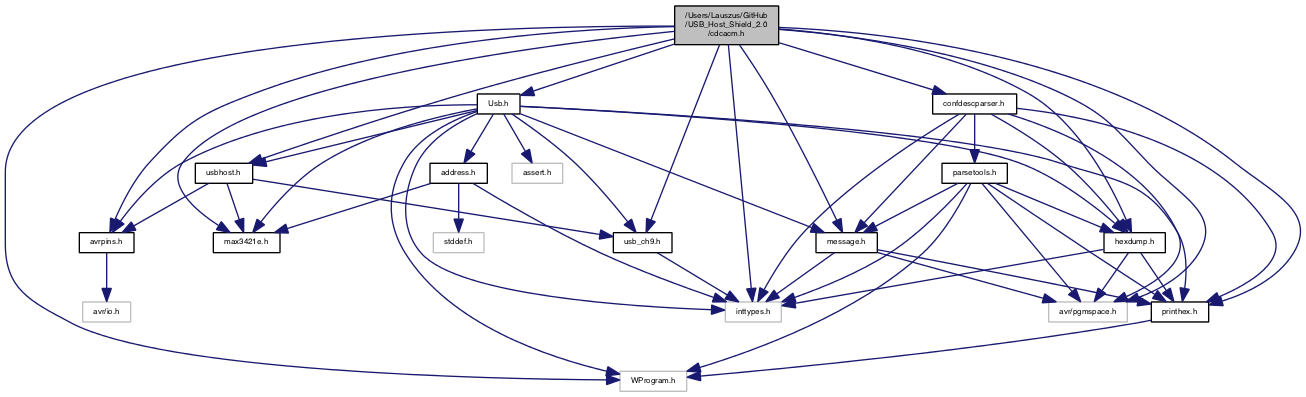 /Users/Lauszus/GitHub
/USB_Host_Shield_2.0
/cdcacm.h
Usb.h
confdescparser.h
usbhost.h
address.h
assert.h
parsetools.h
avrpins.h
max3421e.h
stddef.h
usb_ch9.h
message.h
hexdump.h
avr/io.h
inttypes.h
avr/pgmspace.h
printhex.h
WProgram.h